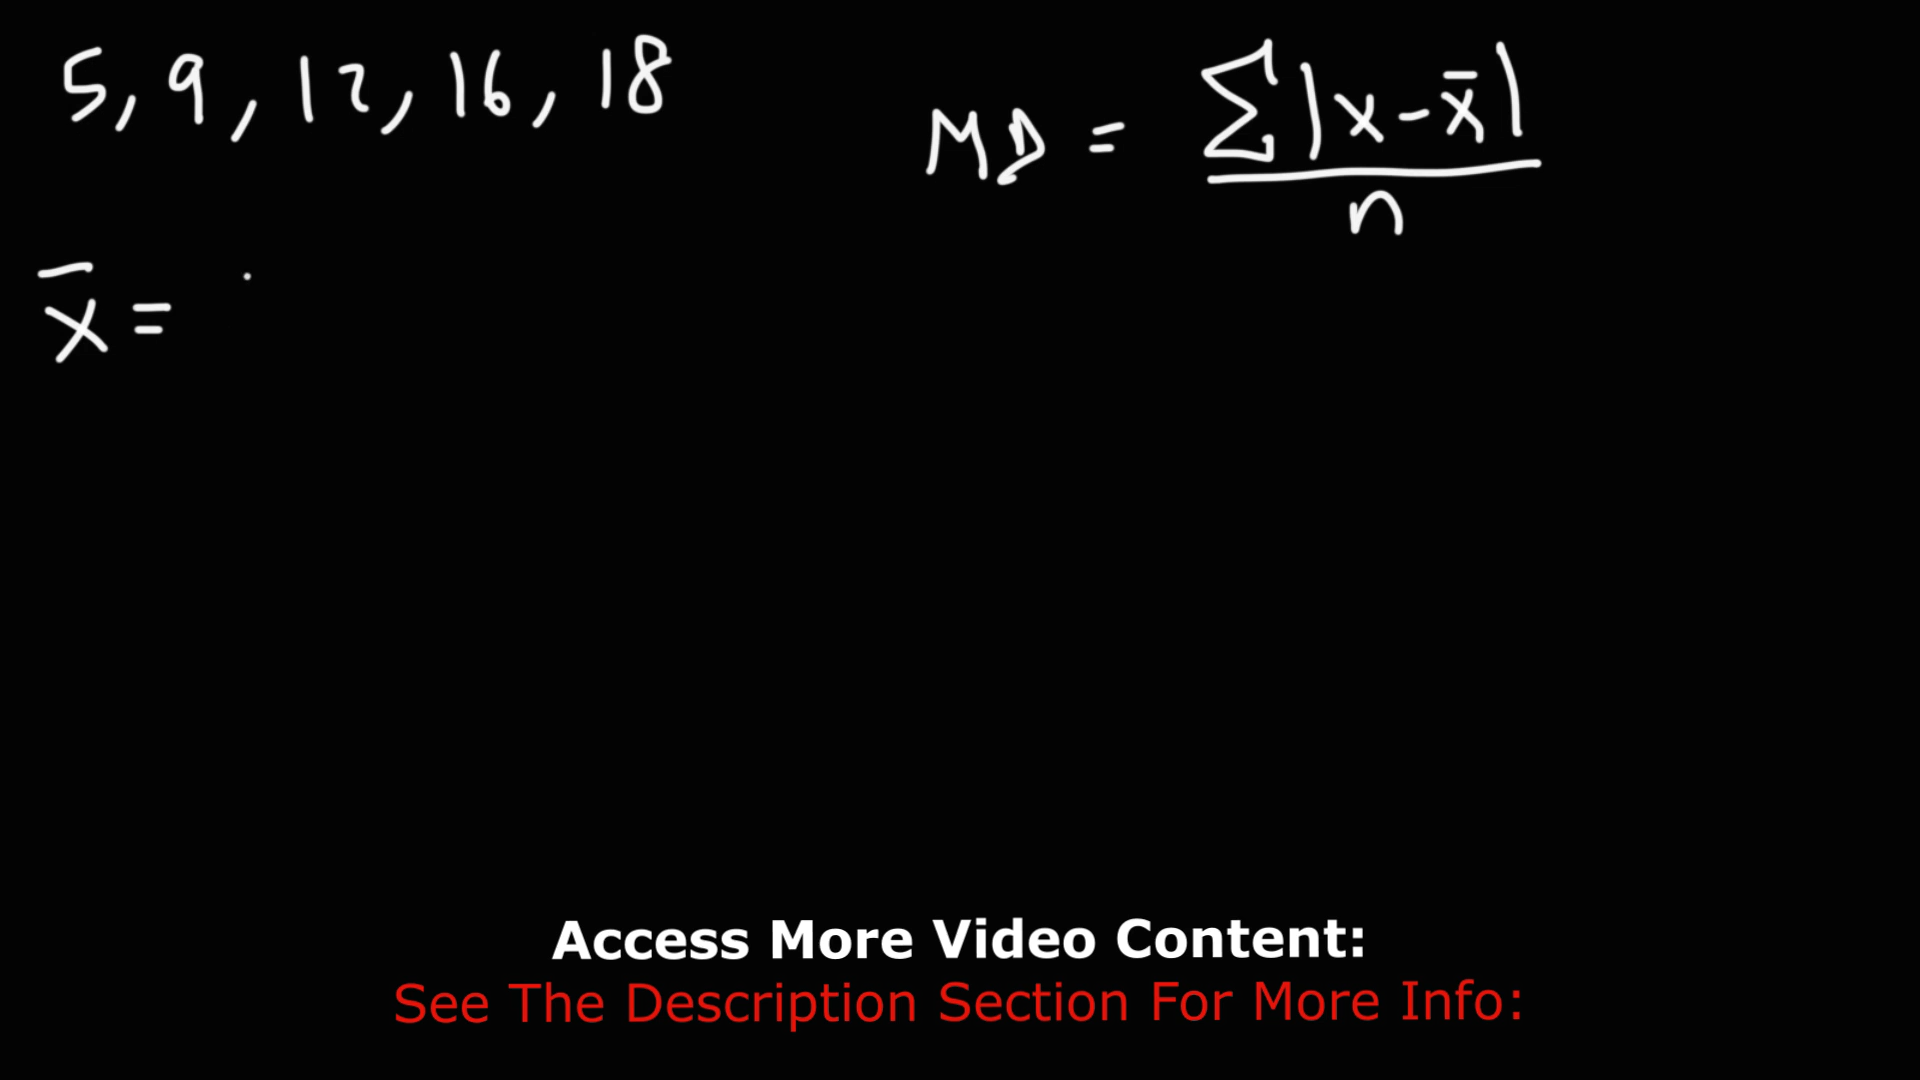 5, 9, 12, 16, 18
MD = Σ|x - x̄| / n
x̄ =
Access More Video Content:
See The Description Section For More Info: